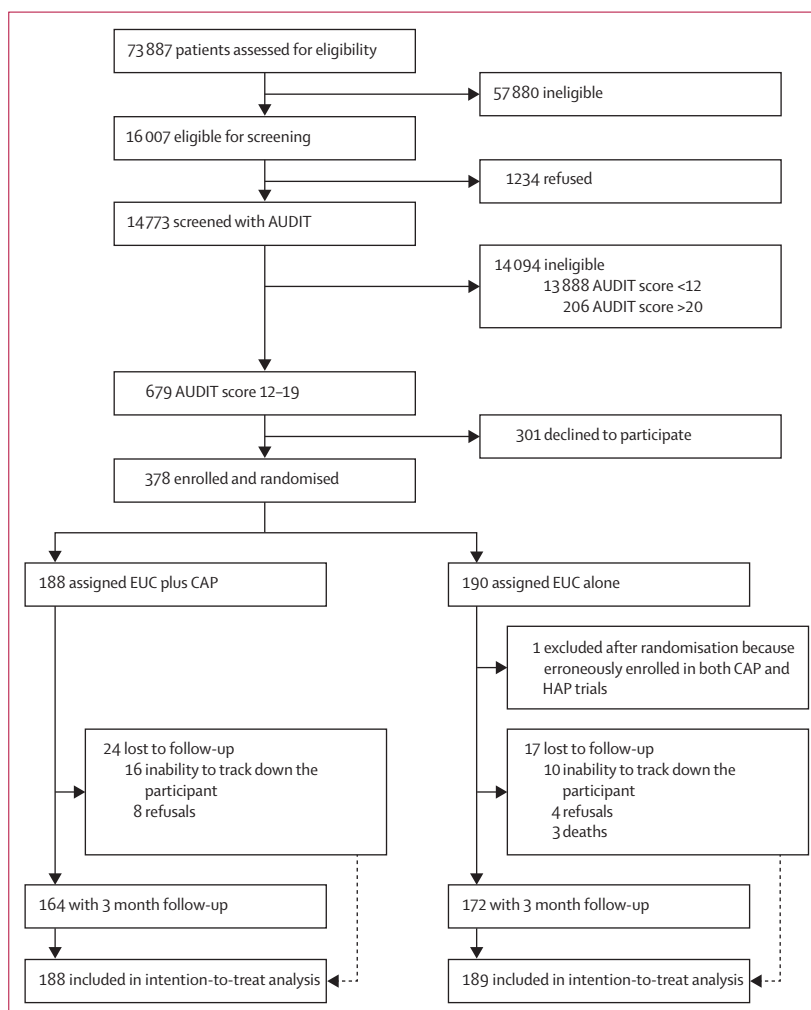 73 887 patients assessed for eligibility
57 880 ineligible
16 007 eligible for screening
1234 refused
14 773 screened with AUDIT
14 094 ineligible
13 888 AUDIT score <12
206 AUDIT score >20
679 AUDIT score 12–19
301 declined to participate
378 enrolled and randomised
188 assigned EUC plus CAP
190 assigned EUC alone
1 excluded after randomisation because
erroneously enrolled in both CAP and
HAP trials
24 lost to follow-up
16 inability to track down the
participant
8 refusals
17 lost to follow-up
10 inability to track down the
participant
4 refusals
3 deaths
164 with 3 month follow-up
172 with 3 month follow-up
188 included in intention-to-treat analysis
189 included in intention-to-treat analysis